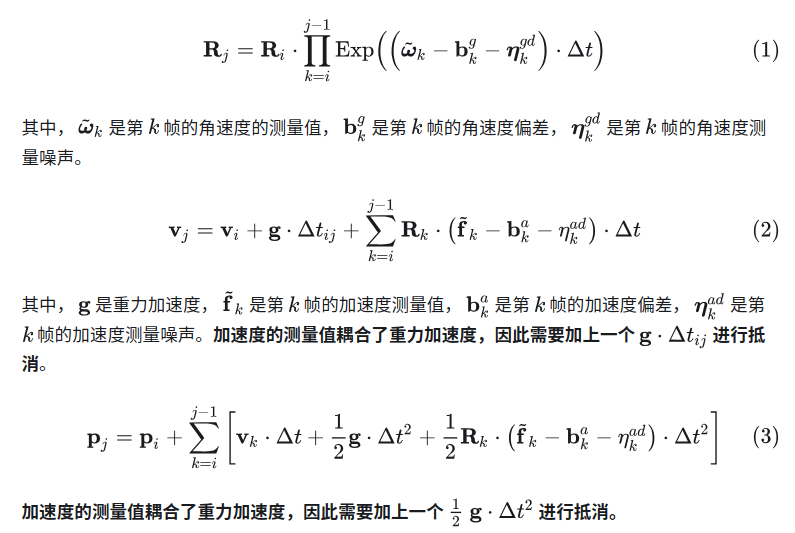 $$\mathbf{R}_j = \mathbf{R}_i \cdot \prod_{k=i}^{j-1} \mathrm{Exp}\left(\left(\tilde{\boldsymbol{\omega}}_k - \mathbf{b}_k^g - \boldsymbol{\eta}_k^{gd}\right) \cdot \Delta t\right) \quad (1)$$
其中， $\tilde{\boldsymbol{\omega}}_k$ 是第 $k$ 帧的角速度的测量值， $\mathbf{b}_k^g$ 是第 $k$ 帧的角速度偏差， $\boldsymbol{\eta}_k^{gd}$ 是第 $k$ 帧的角速度测
量噪声。
$$\mathbf{v}_j = \mathbf{v}_i + \mathbf{g} \cdot \Delta t_{ij} + \sum_{k=i}^{j-1} \mathbf{R}_k \cdot \left(\tilde{\mathbf{f}}_k - \mathbf{b}_k^a - \eta_k^{ad}\right) \cdot \Delta t \quad (2)$$
其中， $\mathbf{g}$ 是重力加速度， $\tilde{\mathbf{f}}_k$ 是第 $k$ 帧的加速度测量值， $\mathbf{b}_k^a$ 是第 $k$ 帧的加速度偏差， $\boldsymbol{\eta}_k^{ad}$ 是第
$k$ 帧的加速度测量噪声。加速度的测量值耦合了重力加速度，因此需要加上一个 $\mathbf{g} \cdot \Delta t_{ij}$ 进行抵
消。
$$\mathbf{p}_j = \mathbf{p}_i + \sum_{k=i}^{j-1} \left[\mathbf{v}_k \cdot \Delta t + \frac{1}{2}\mathbf{g} \cdot \Delta t^2 + \frac{1}{2}\mathbf{R}_k \cdot \left(\tilde{\mathbf{f}}_k - \mathbf{b}_k^a - \eta_k^{ad}\right) \cdot \Delta t^2\right] \quad (3)$$
加速度的测量值耦合了重力加速度，因此需要加上一个 $\frac{1}{2}\mathbf{g} \cdot \Delta t^2$ 进行抵消。